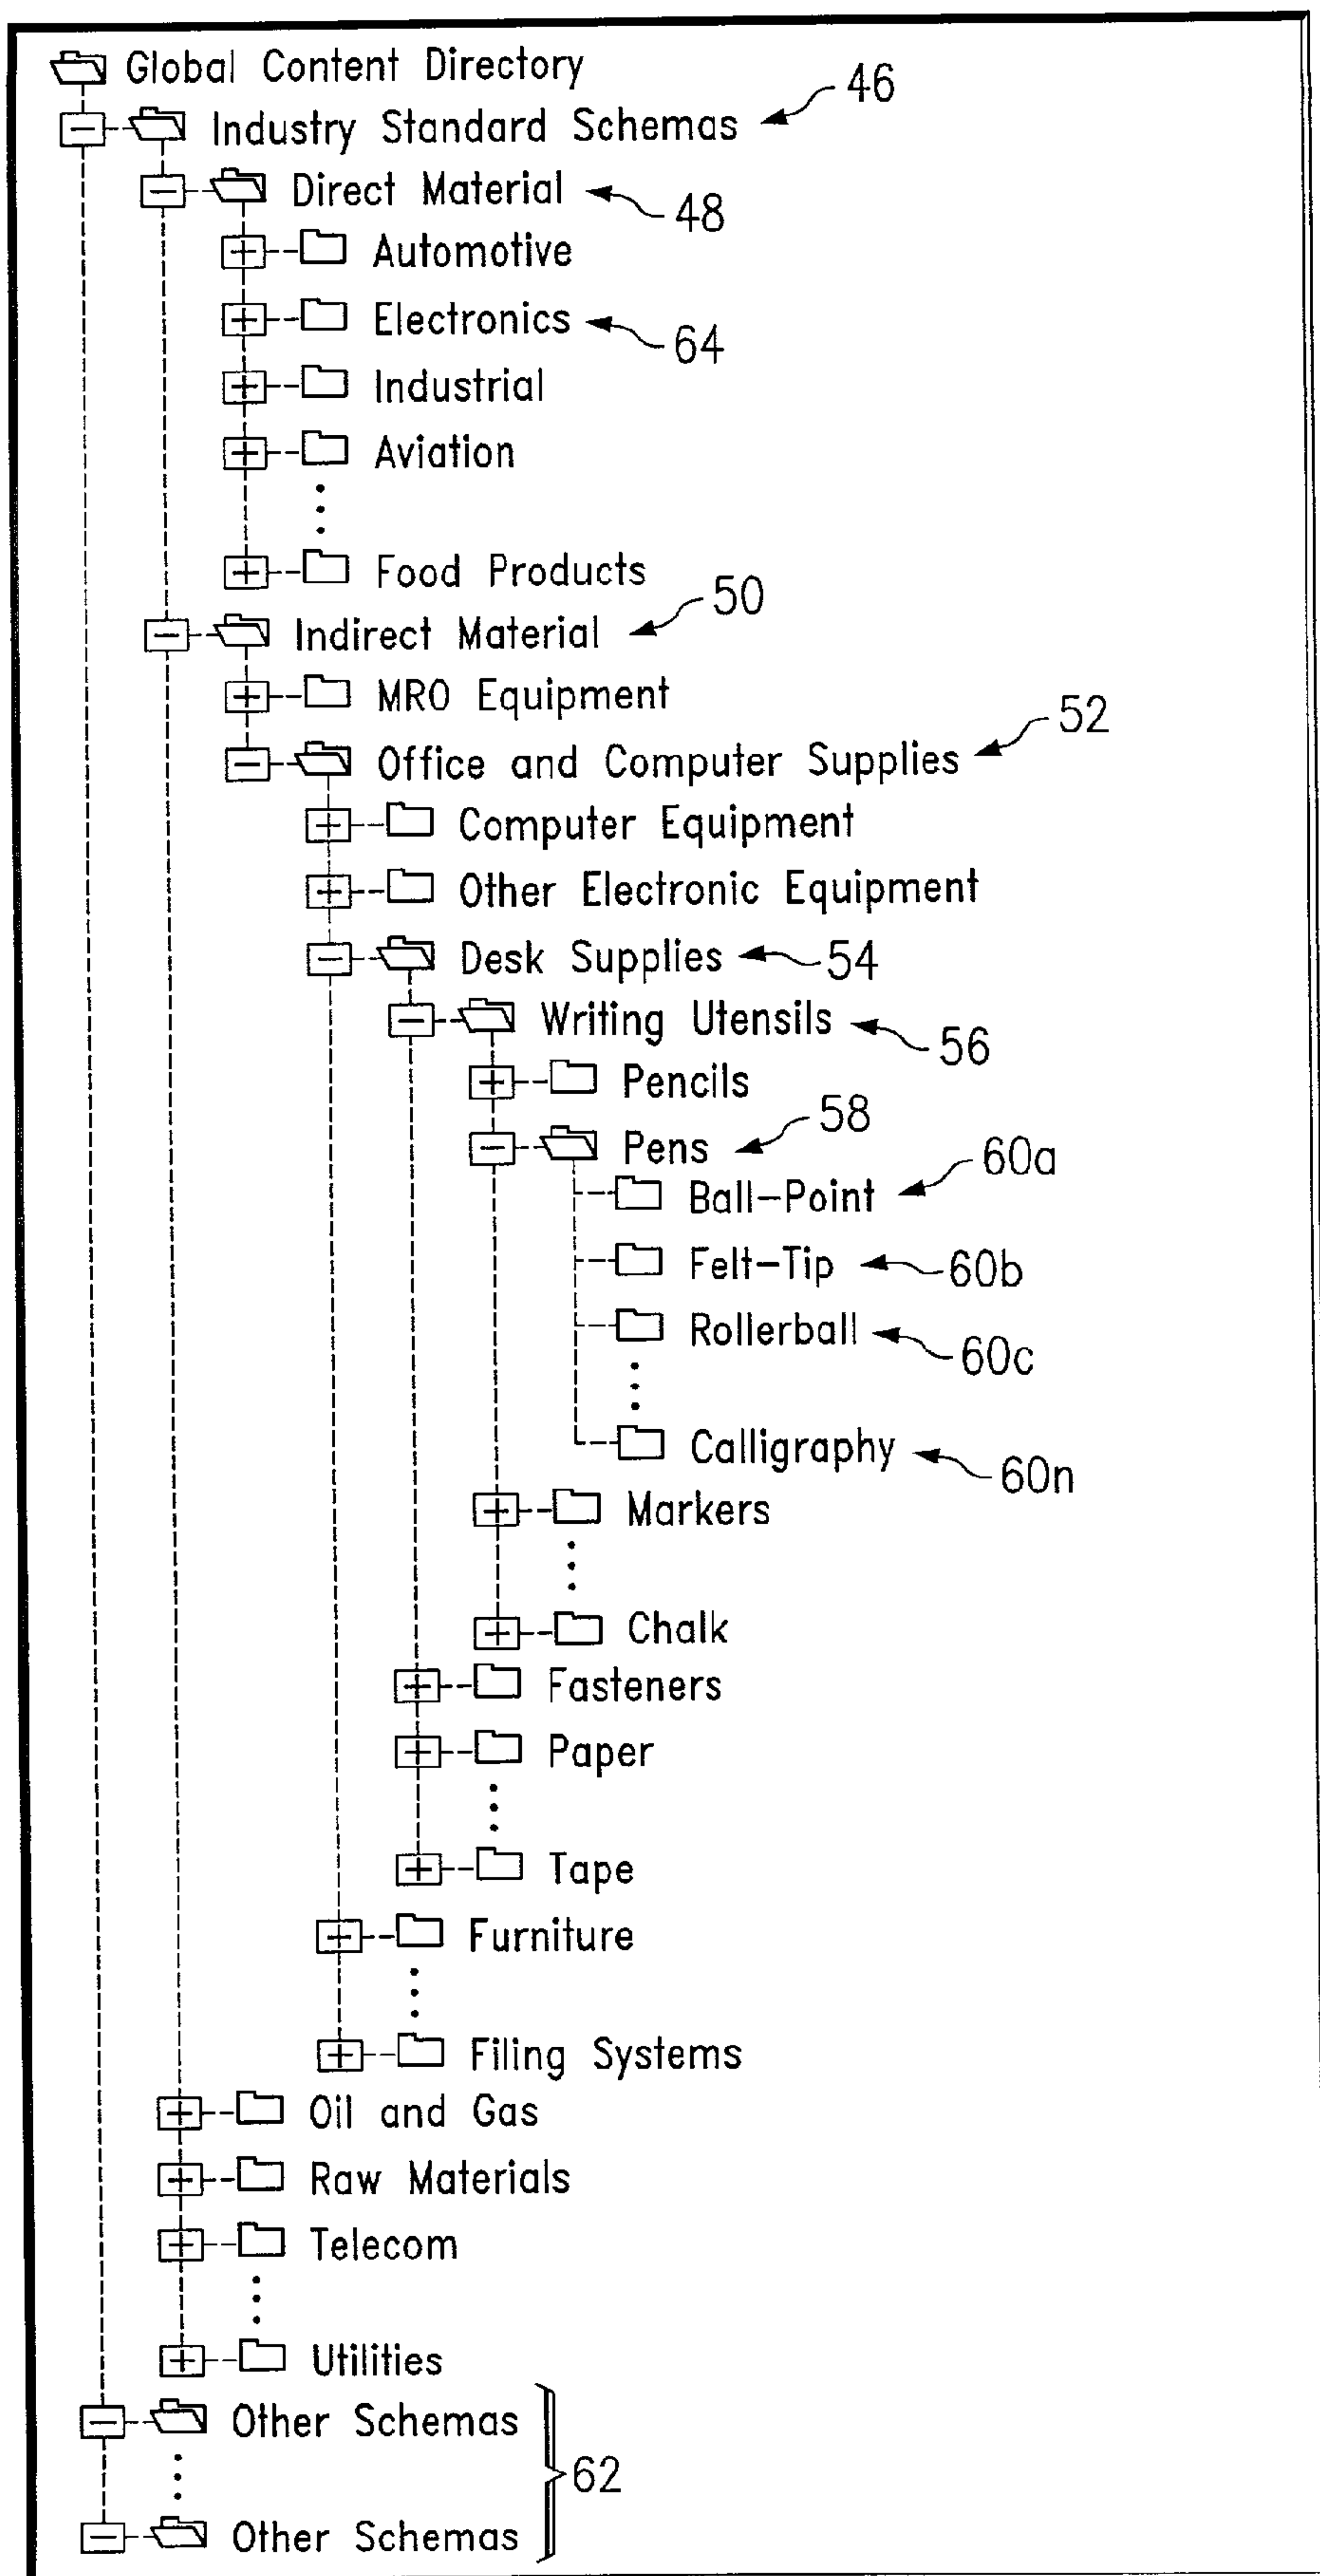 Global Content Directory
Industry Standard Schemas 46
Direct Material 48
Automotive
Electronics 64
Industrial
Aviation
Food Products
Indirect Material 50
MRO Equipment
Office and Computer Supplies 52
Computer Equipment
Other Electronic Equipment
Desk Supplies 54
Writing Utensils 56
Pencils
Pens 58
Ball-Point 60a
Felt-Tip 60b
Rollerball 60c
Calligraphy 60n
Markers
Chalk
Fasteners
Paper
Tape
Furniture
Filing Systems
Oil and Gas
Raw Materials
Telecom
Utilities
Other Schemas
62
Other Schemas